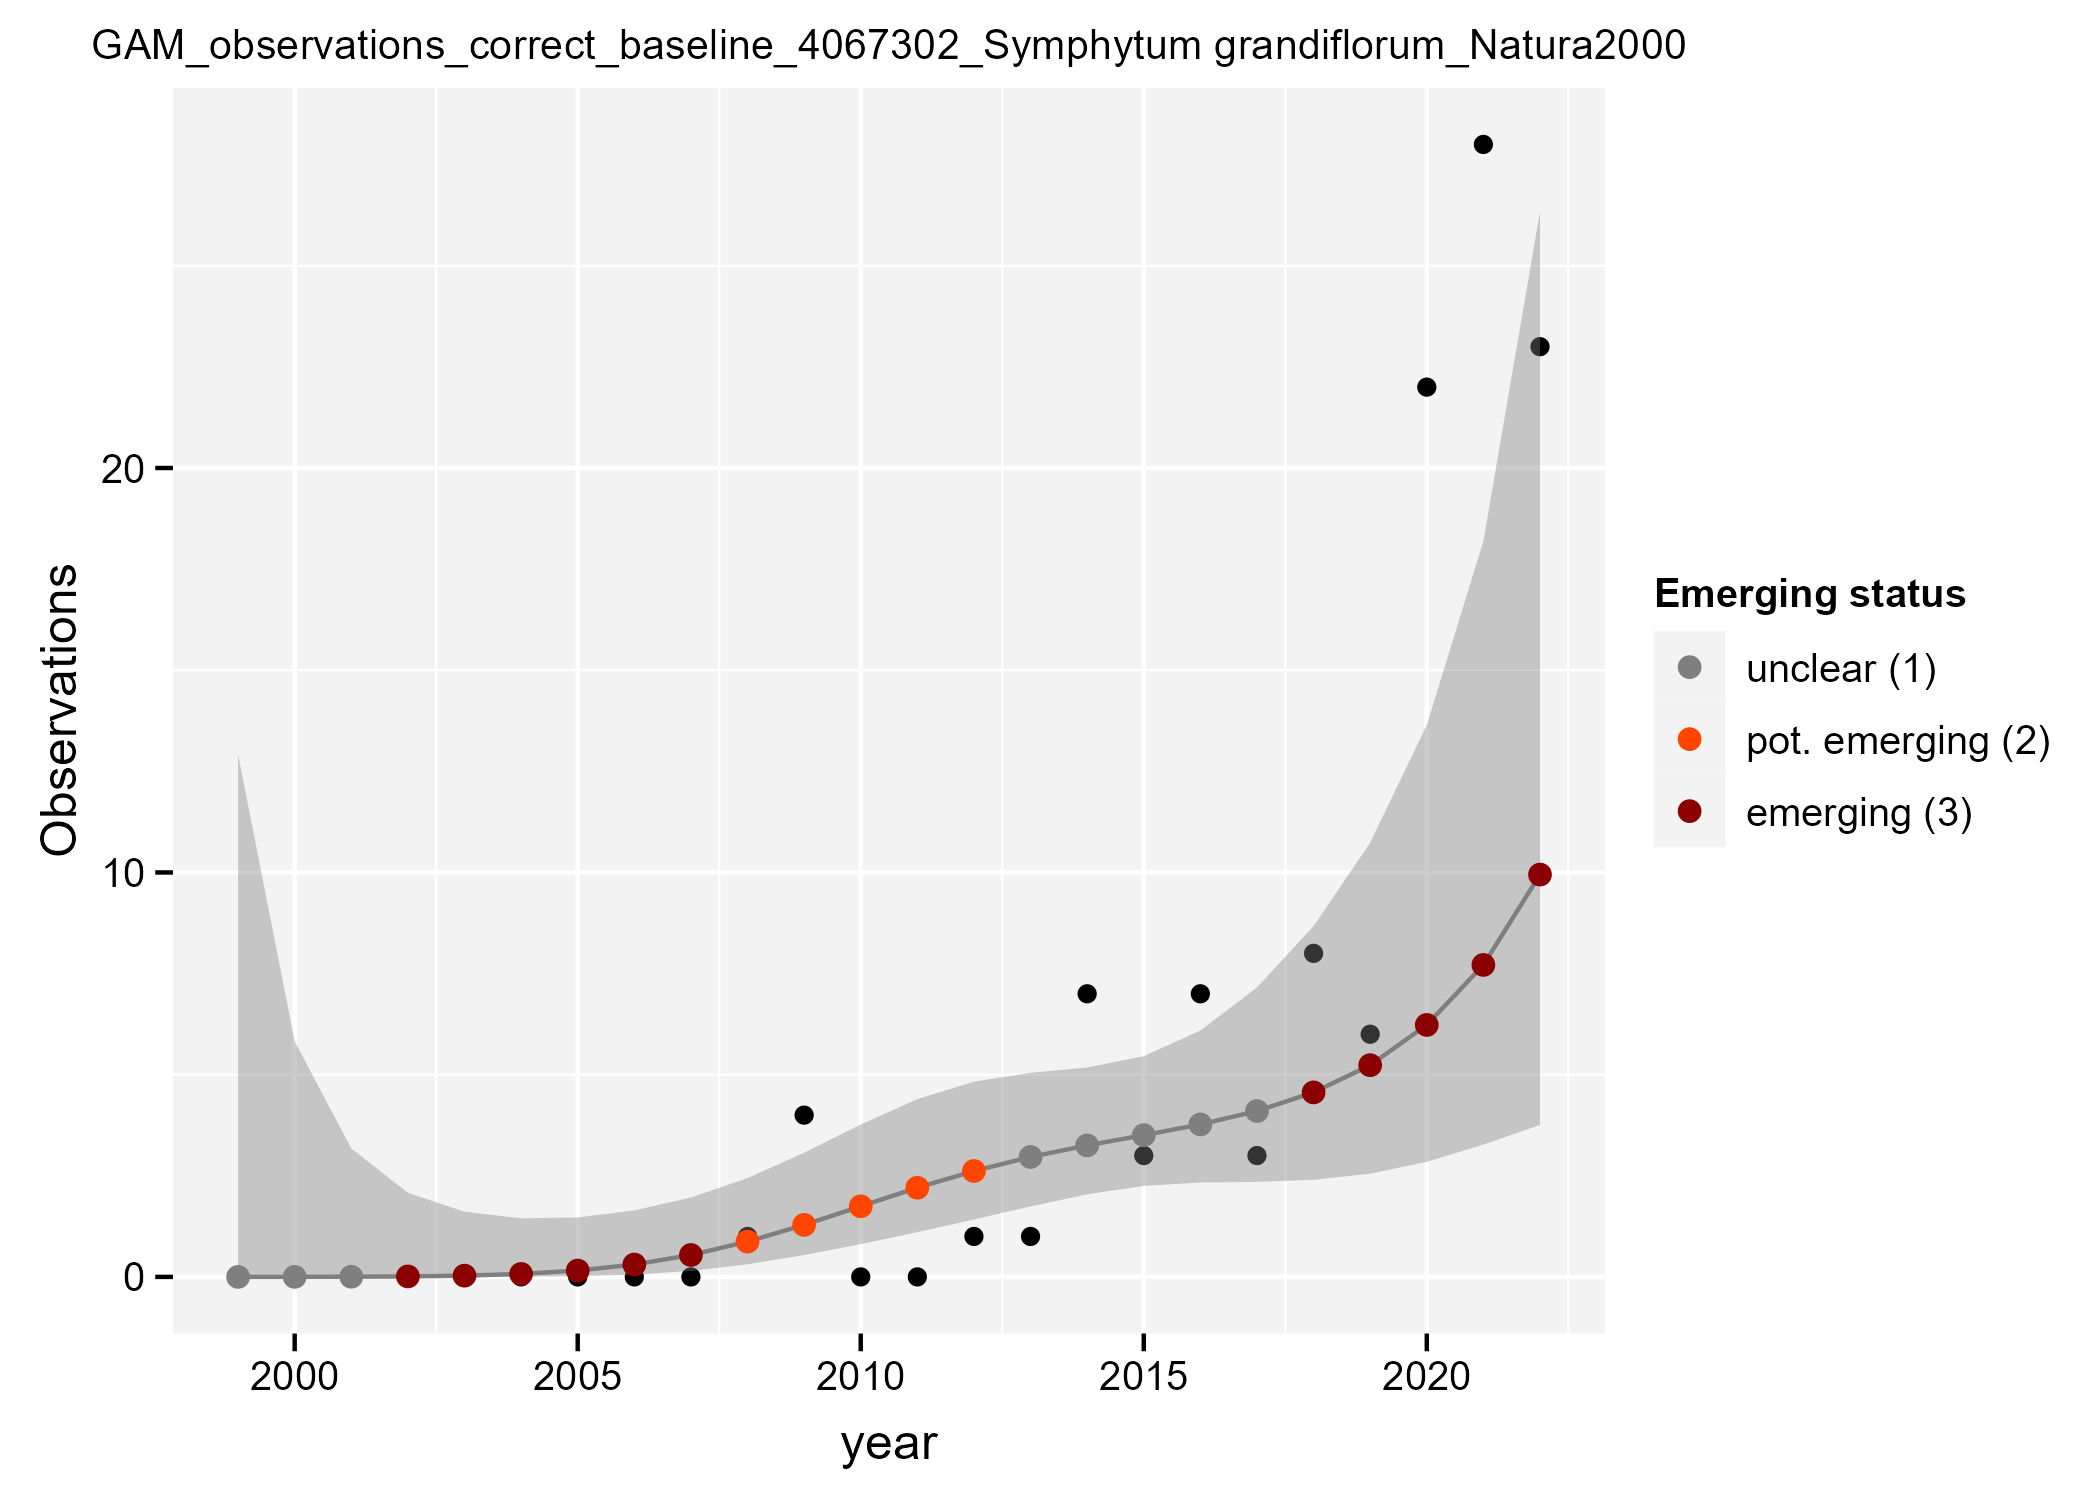 GAM_observations_correct_baseline_4067302_Symphytum grandiflorum_Natura2000
Observations
20
10
0
2000 2005 2010 2015 2020
year
Emerging status
unclear (1)
pot. emerging (2)
emerging (3)